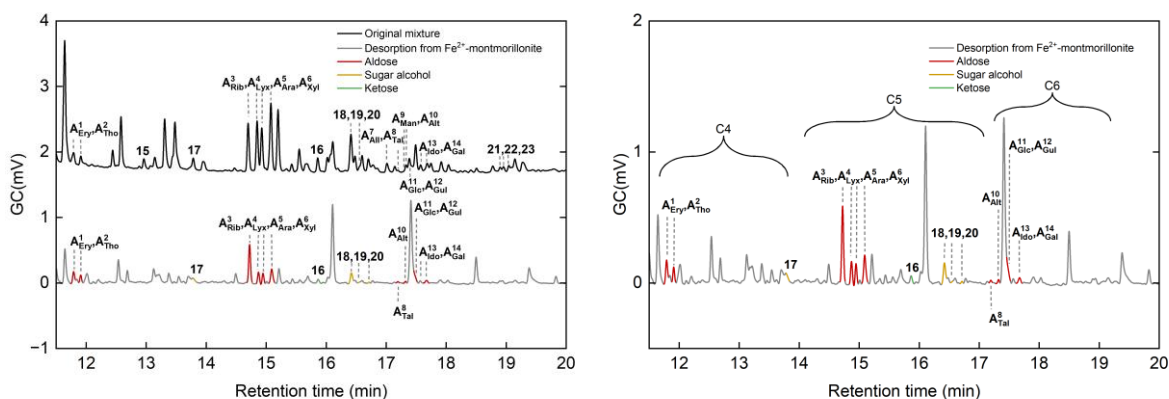 4
3
2
1
0
−1
GC(mV)
12
13
14
15
16
17
18
19
20
Retention time (min)
Original mixture
Desorption from Fe2+-montmorillonite
Aldose
Sugar alcohol
Ketose
A1Ery,A2Tho
15
17
A3Rib,A4Lyx,A5Ara,A6Xyl
16
18,19,20
A7All,A8Tal
A9Man,A10Alt
A13Ido,A14Gal
21,22,23
A11Glc,A12Gul
A1Ery,A2Tho
17
A3Rib,A4Lyx,A5Ara,A6Xyl
16
18,19,20
A10Alt
A11Glc,A12Gul
A13Ido,A14Gal
A8Tal
2
1
0
−1
GC(mV)
12
13
14
15
16
17
18
19
20
Retention time (min)
Desorption from Fe2+-montmorillonite
Aldose
Sugar alcohol
Ketose
C4
C5
C6
A1Ery,A2Tho
17
A3Rib,A4Lyx,A5Ara,A6Xyl
16
18,19,20
A10Alt
A11Glc,A12Gul
A13Ido,A14Gal
A8Tal